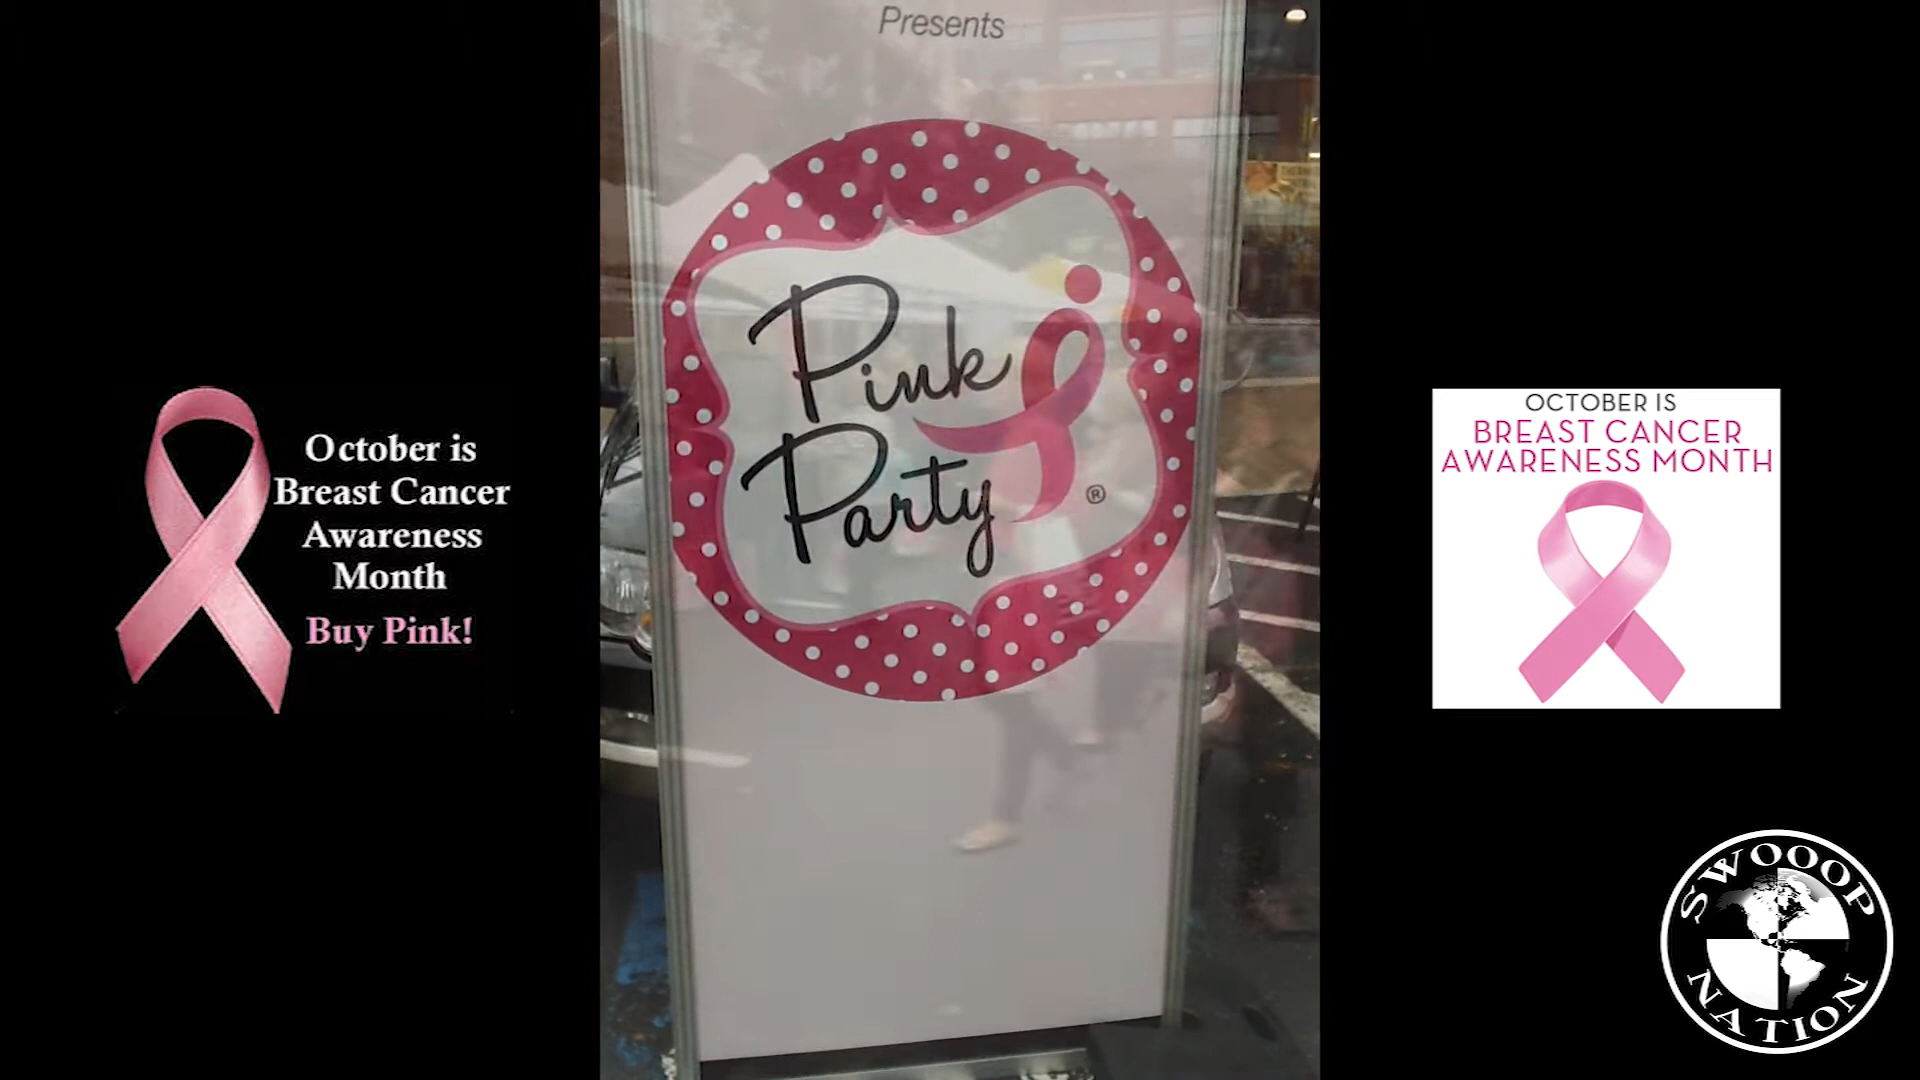 Presents
Pink
Party
®
October is
Breast Cancer
Awareness
Month
Buy Pink!
OCTOBER IS
BREAST CANCER
AWARENESS MONTH
SWOOOP
NATION